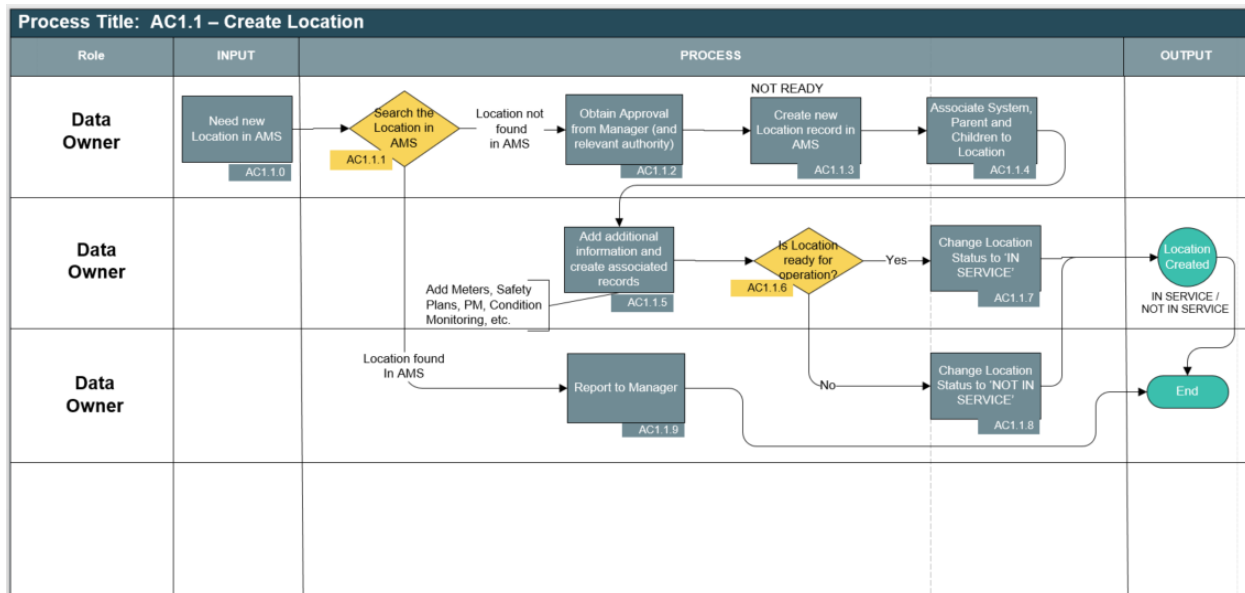 Process Title: AC1.1 – Create Location
Role
INPUT
PROCESS
OUTPUT
Data
Owner
Need new
Location in AMS
AC1.1.0
Search the
Location in
AMS
AC1.1.1
Location not
found
in AMS
Obtain Approval
from Manager (and
relevant authority)
AC1.1.2
NOT READY
Create new
Location record in
AMS
AC1.1.3
Associate System,
Parent and
Children to
Location
AC1.1.4
Data
Owner
Add additional
information and
create associated
records
AC1.1.5
Add Meters, Safety
Plans, PM, Condition
Monitoring, etc.
Is Location
ready for
operation?
AC1.1.6
Yes
Change Location
Status to 'IN
SERVICE'
AC1.1.7
Location
Created
IN SERVICE /
NOT IN SERVICE
Data
Owner
Location found
In AMS
Report to Manager
AC1.1.9
No
Change Location
Status to 'NOT IN
SERVICE'
AC1.1.8
End